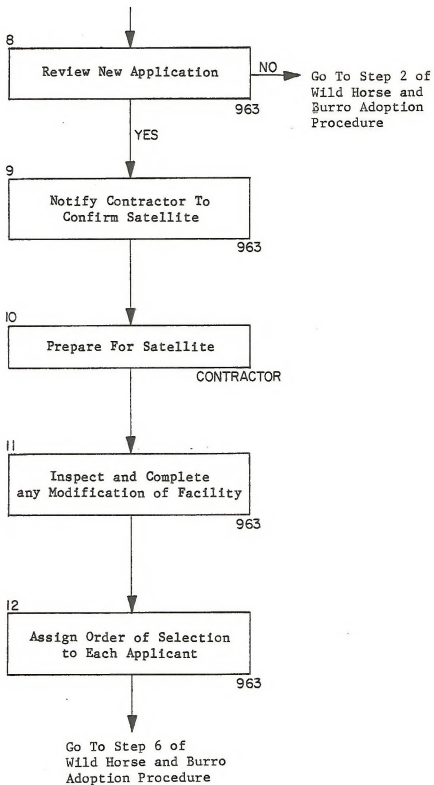 8
Review New Application
NO
Go To Step 2 of
Wild Horse and
Burro Adoption
Procedure
963
YES
9
Notify Contractor To
Confirm Satellite
963
10
Prepare For Satellite
CONTRACTOR
11
Inspect and Complete
any Modification of Facility
963
12
Assign Order of Selection
to Each Applicant
963
Go To Step 6 of
Wild Horse and Burro
Adoption Procedure